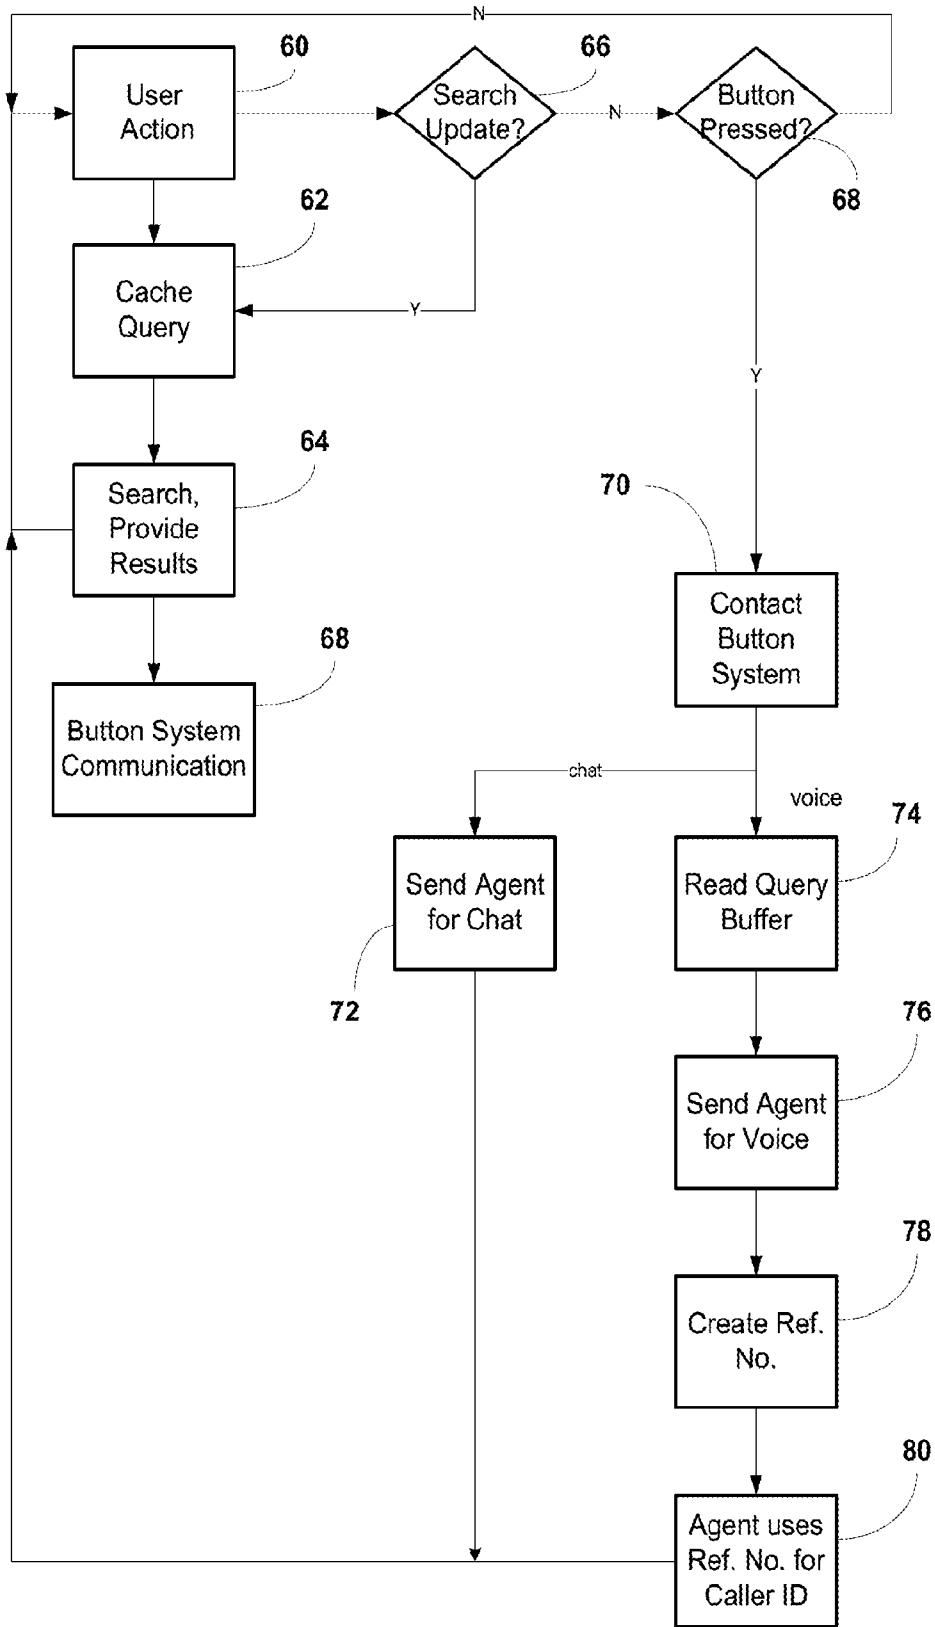 N
60
66
User
Action
Search
Update?
N
Button
Pressed?
68
62
Cache
Query
Y
Y
64
Search,
Provide
Results
70
Contact
Button
System
68
Button System
Communication
chat
voice
74
Send Agent
for Chat
Read Query
Buffer
72
76
Send Agent
for Voice
78
Create Ref.
No.
80
Agent uses
Ref. No. for
Caller ID